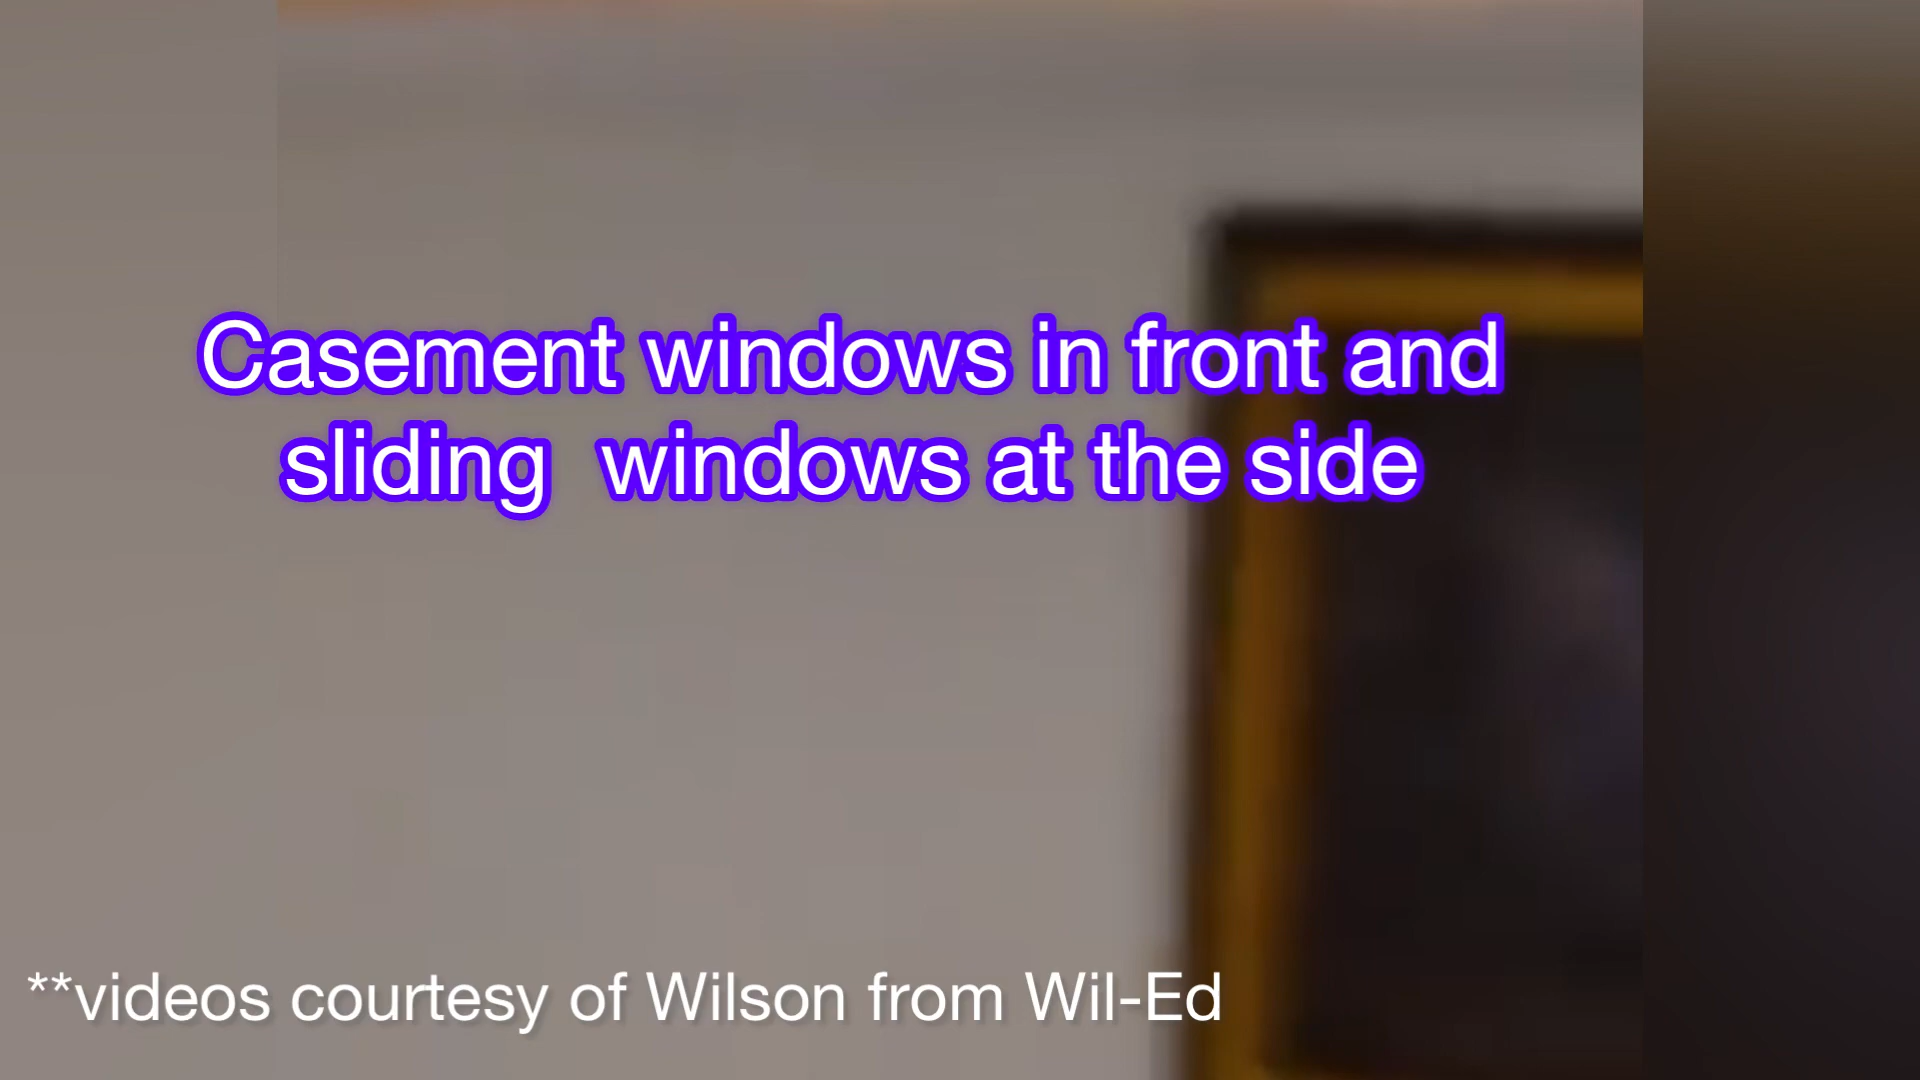 Casement windows in front and
sliding  windows at the side
**videos courtesy of Wilson from Wil-Ed